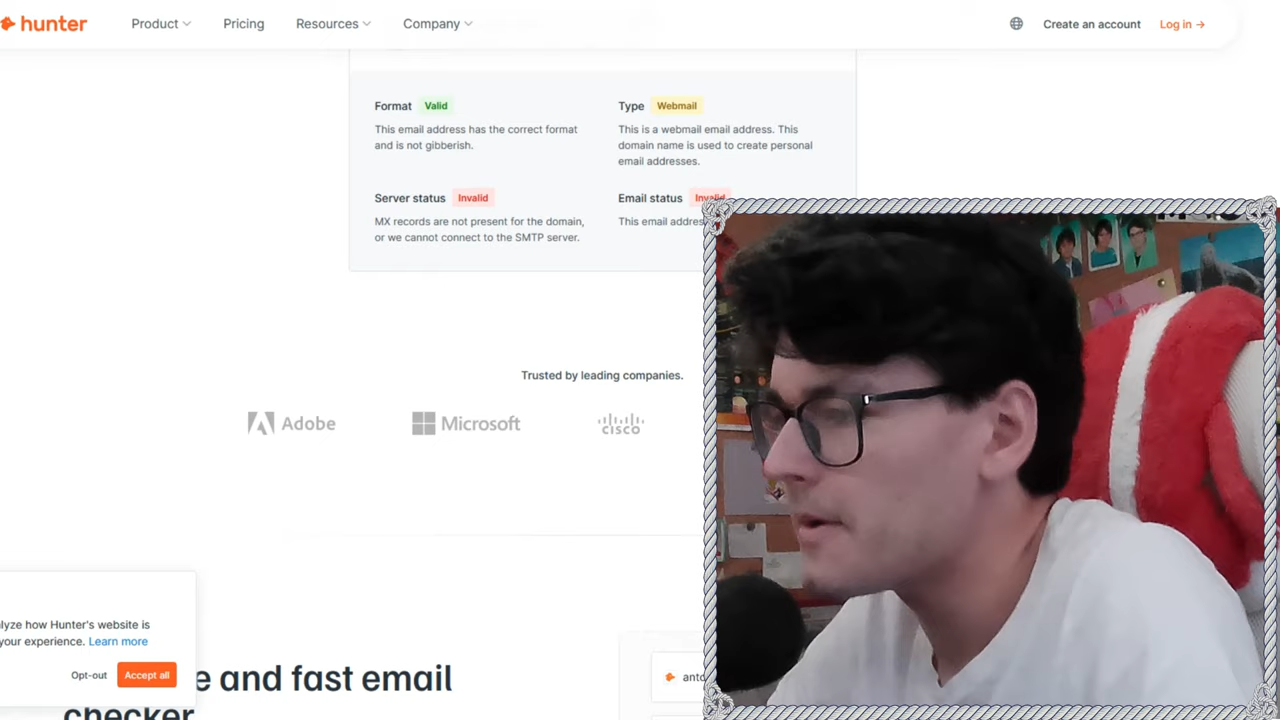 hunter Product Pricing Resources Company Create an account Log in →
Format Valid
This email address has the correct format
and is not gibberish.
Type Webmail
This is a webmail email address. This
domain name is used to create personal
email addresses.
Server status Invalid
MX records are not present for the domain,
or we cannot connect to the SMTP server.
Email status Invalid
This email
Trusted by leading companies.
Adobe Microsoft CISCO
how Hunter's website is
your experience. Learn more
Opt-out Accept all
e and fast email
checker